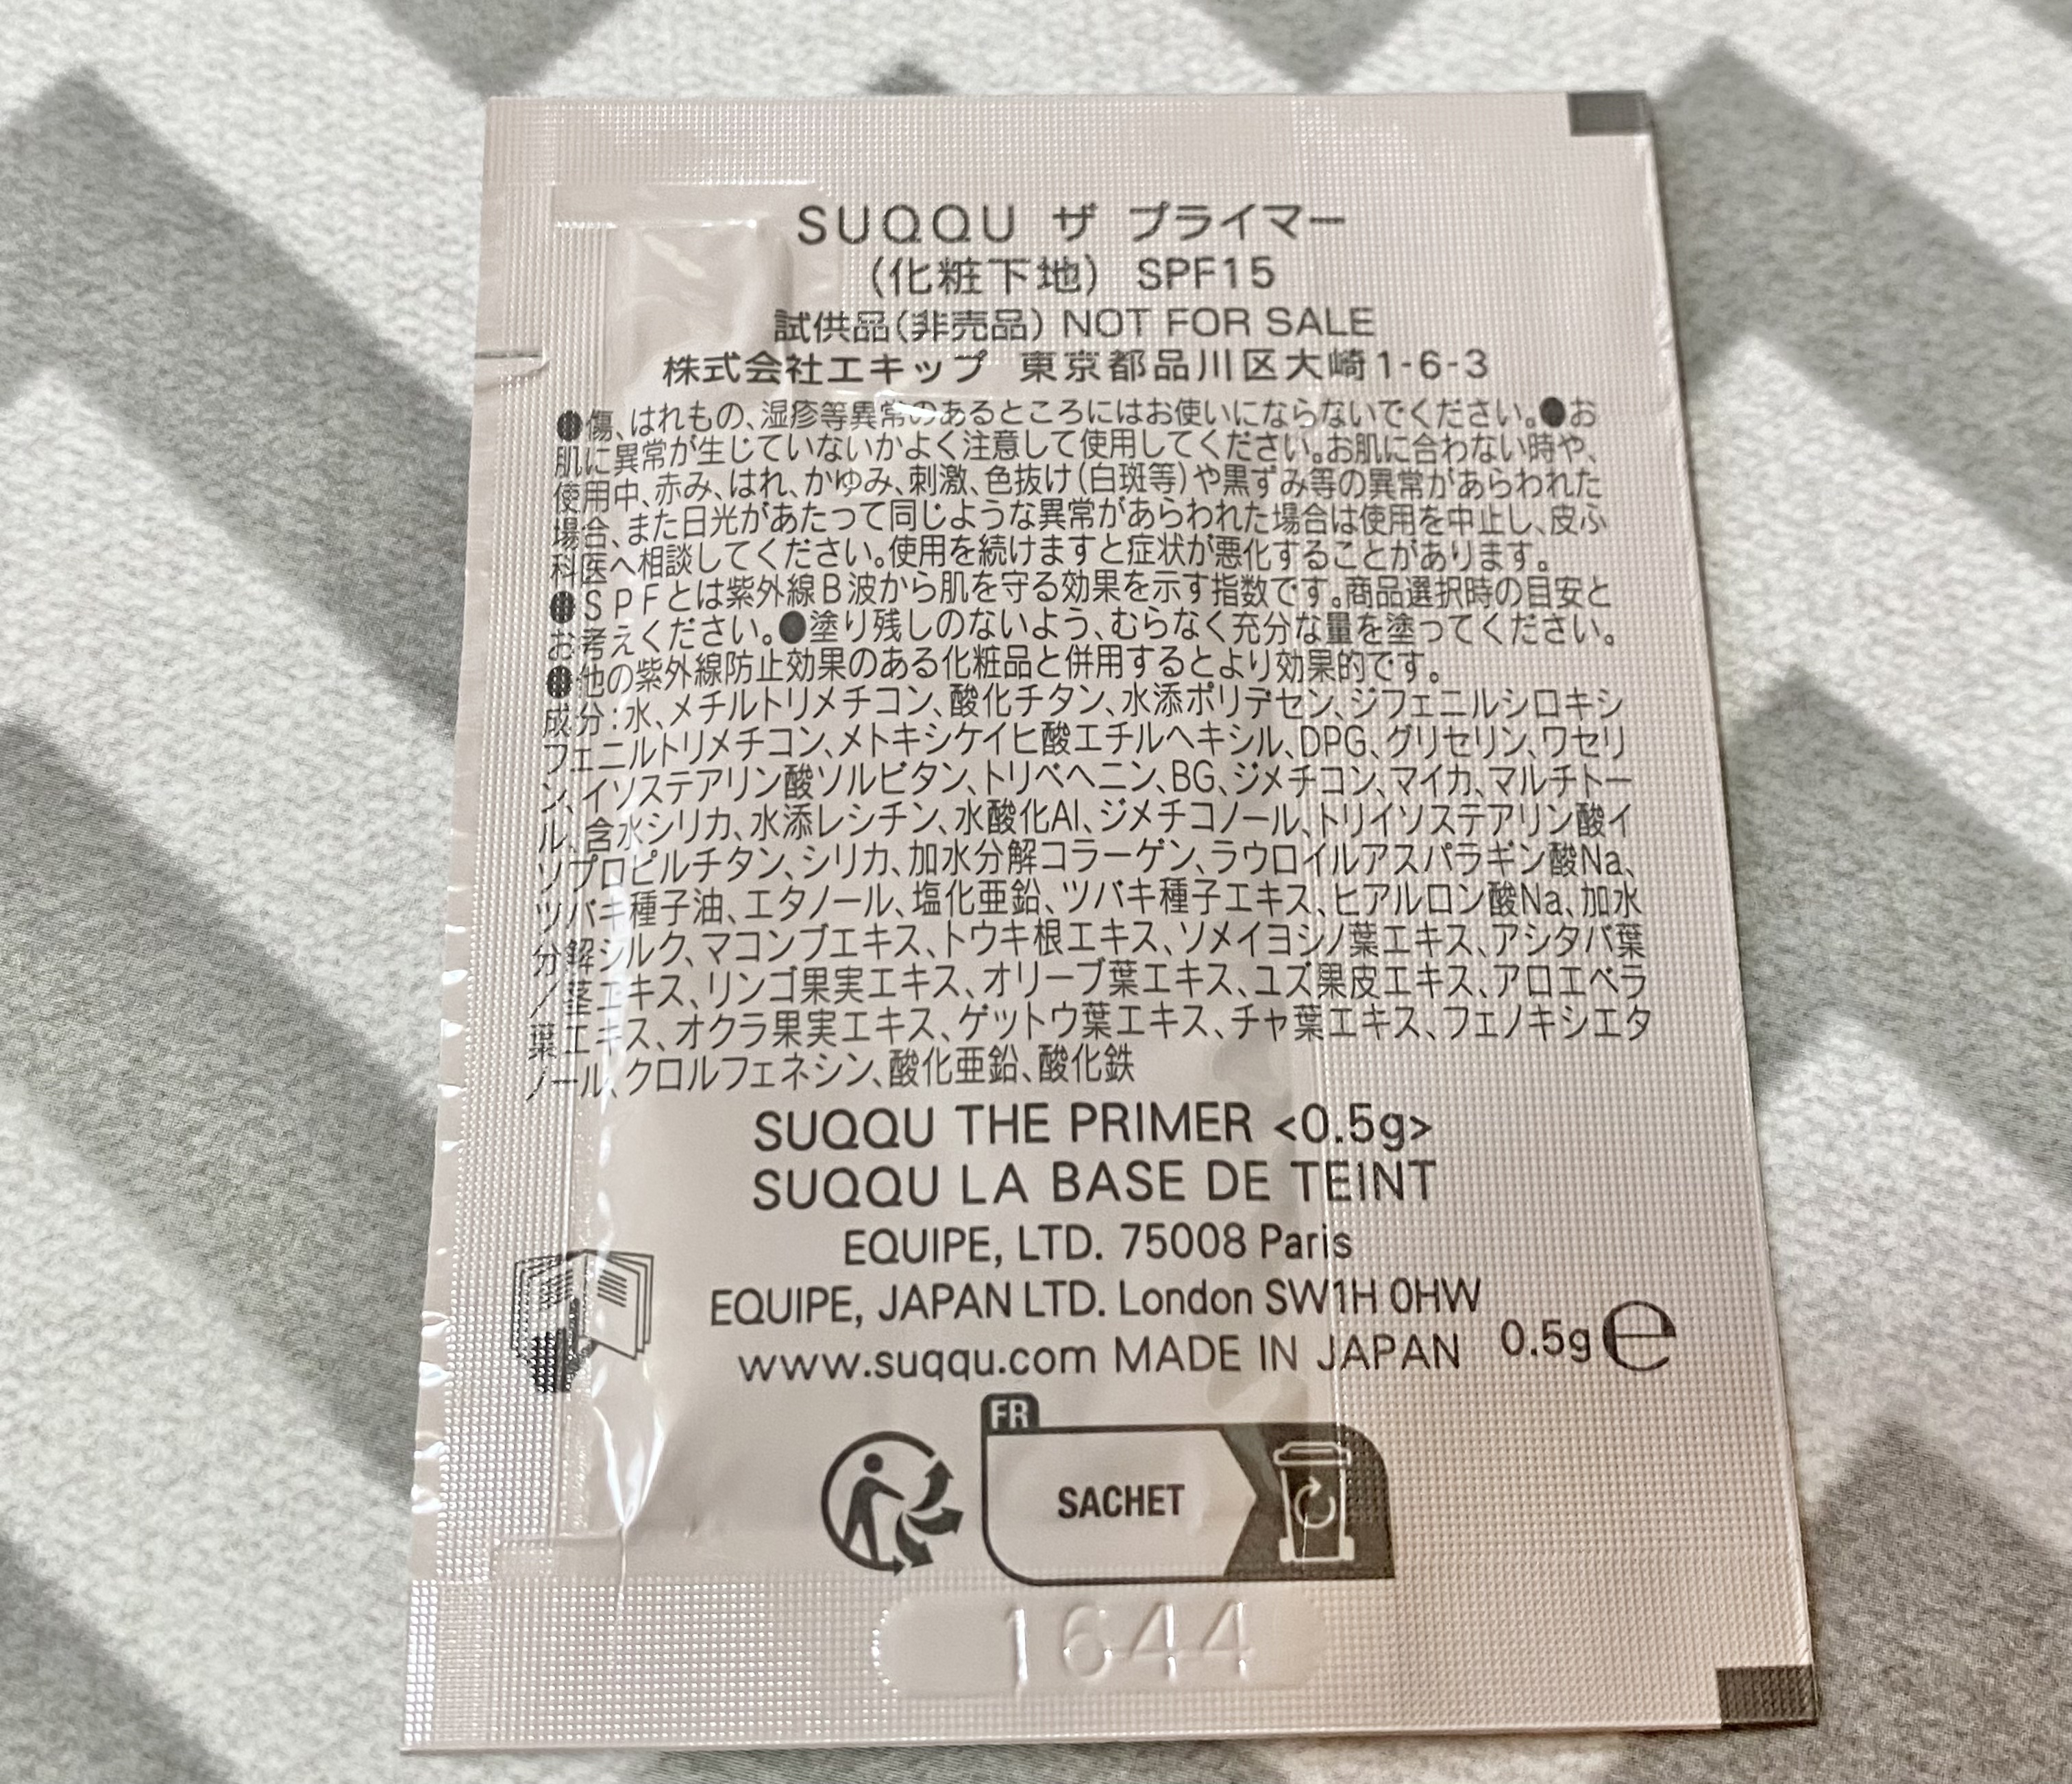 SUQQU ザ プライマー
（化粧下地） SPF15
試供品（非売品） NOT FOR SALE
株式会社エキップ 東京都品川区大崎1-6-3
●傷、はれもの、湿疹等異常のあるところにはお使いにならないでください。●お
肌に異常が生じていないかよく注意して使用してください。お肌に合わない時や、
使用中、赤み、はれ、かゆみ、刺激、色抜け（白斑等）や黒ずみ等の異常があらわれた
場合、また日光があたって同じような異常があらわれた場合は使用を中止し、皮ふ
科医へ相談してください。使用を続けますと症状が悪化することがあります。
●ＳＰＦとは紫外線Ｂ波から肌を守る効果を示す指数です。商品選択時の目安と
お考えください。●塗り残しのないよう、むらなく充分な量を塗ってください。
●他の紫外線防止効果のある化粧品と併用するとより効果的です。
成分：水、メチルトリメチコン、酸化チタン、水添ポリデセン、ジフェニルシロキシ
フェニルトリメチコン、メトキシケイヒ酸エチルヘキシル、DPG、グリセリン、ワセリ
ン、イソステアリン酸ソルビタン、トリベヘニン、BG、ジメチコン、マイカ、マルチトー
ル、含水シリカ、水添レシチン、水酸化Al、ジメチコノール、トリイソステアリン酸イ
ソプロピルチタン、シリカ、加水分解コラーゲン、ラウロイルアスパラギン酸Na、
ツバキ種子油、エタノール、塩化亜鉛、ツバキ種子エキス、ヒアルロン酸Na、加水
分解シルク、マコンブエキス、トウキ根エキス、ソメイヨシノ葉エキス、アシタバ葉
／茎エキス、リンゴ果実エキス、オリーブ葉エキス、ユズ果皮エキス、アロエベラ
葉エキス、オクラ果実エキス、ゲットウ葉エキス、チャ葉エキス、フェノキシエタ
ノール、クロルフェネシン、酸化亜鉛、酸化鉄
SUQQU THE PRIMER <0.5g>
SUQQU LA BASE DE TEINT
EQUIPE, LTD. 75008 Paris
EQUIPE, JAPAN LTD. London SW1H 0HW
www.suqqu.com MADE IN JAPAN 0.5g ℮
FR
SACHET
1644